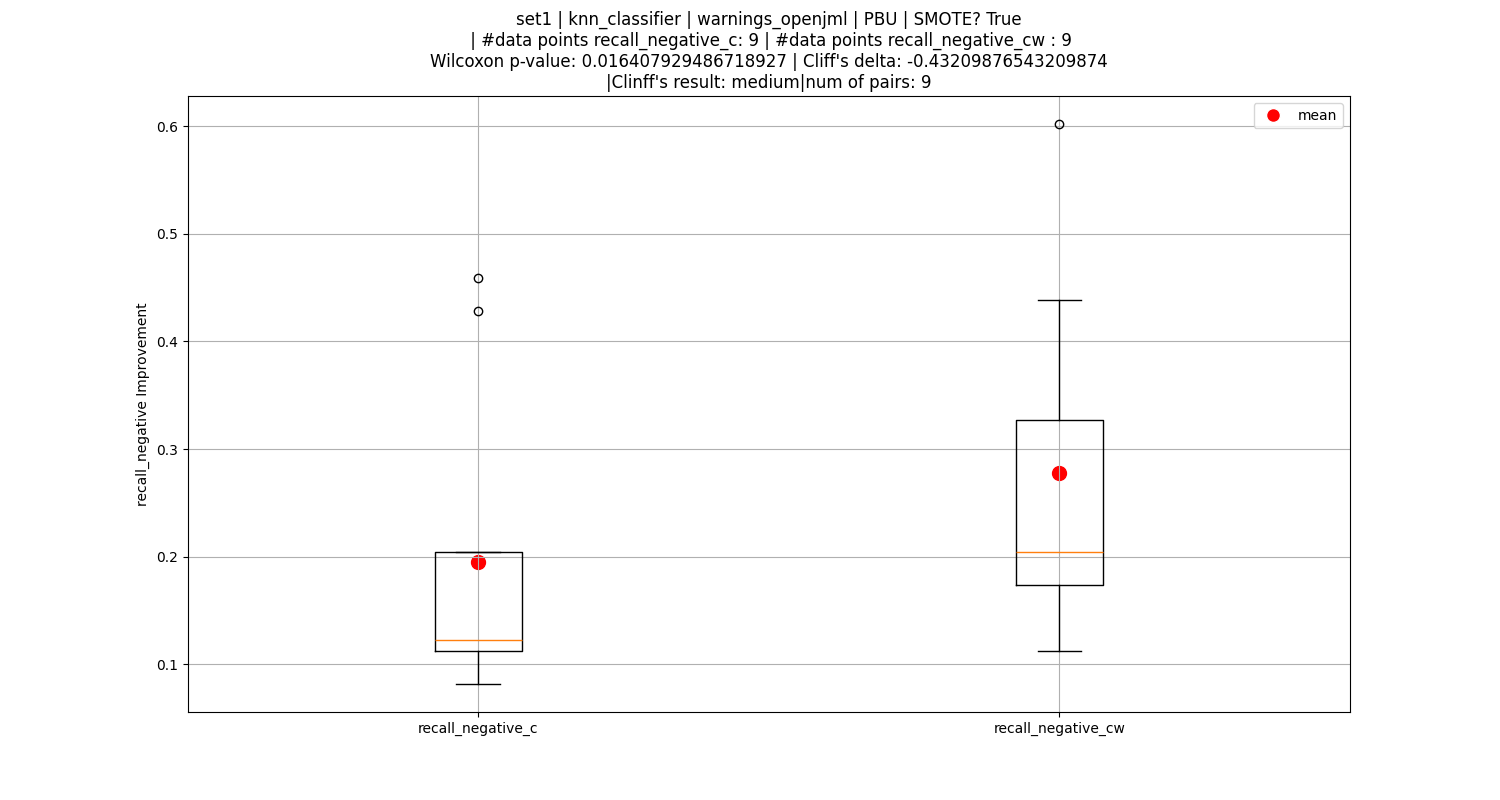 set1 | knn_classifier | warnings_openjml | PBU | SMOTE? True
| #data points recall_negative_c: 9 | #data points recall_negative_cw : 9
Wilcoxon p-value: 0.016407929486718927 | Cliff's delta: -0.43209876543209874
|Clinff's result: medium|num of pairs: 9
mean
0.6
0.5
0.4
0.3
0.2
0.1
recall_negative Improvement
recall_negative_c
recall_negative_cw